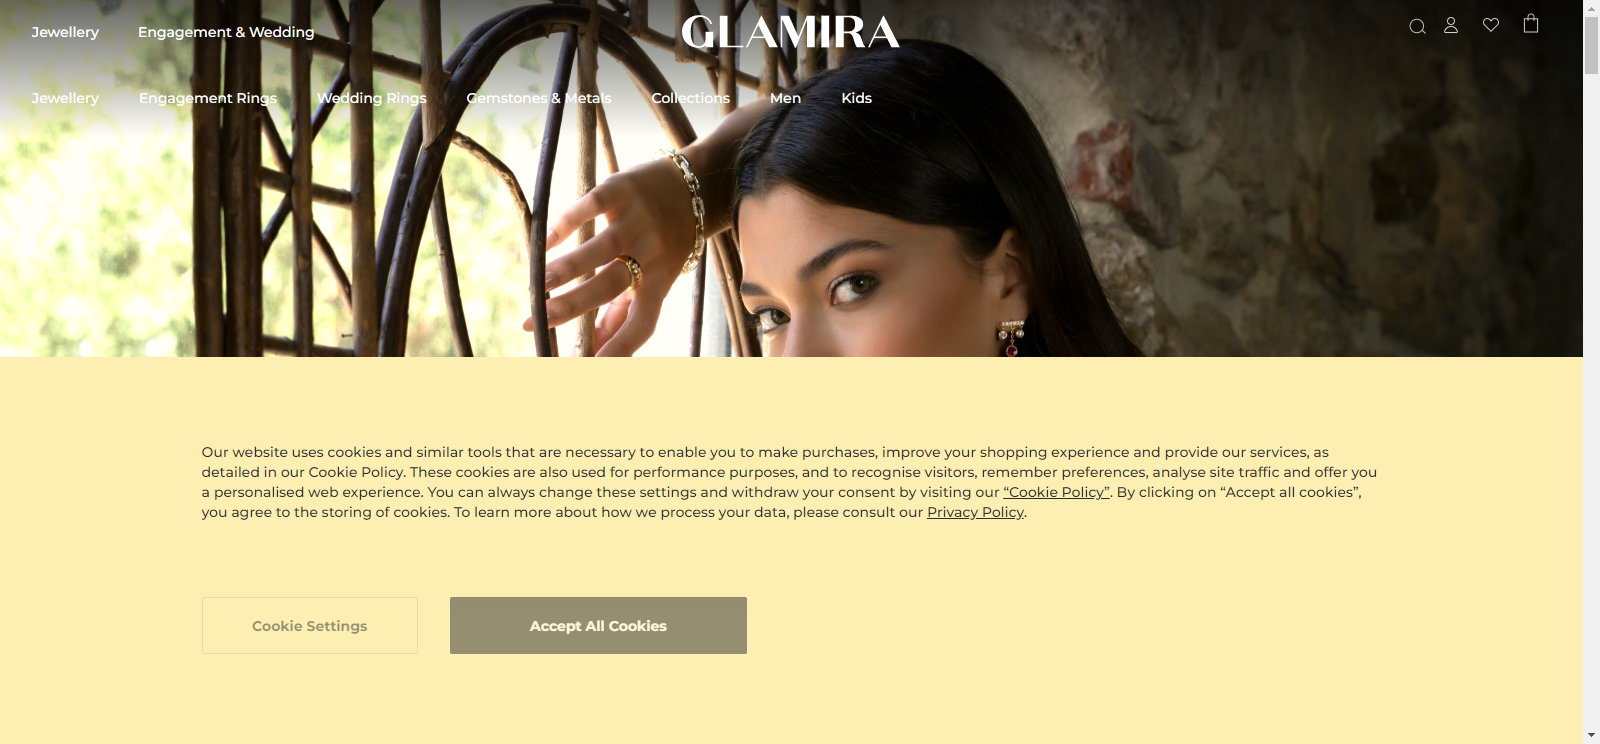 Jewellery
Engagement & Wedding
GLAMIRA
Jewellery
Engagement Rings
Wedding Rings
Gemstones & Metals
Collections
Men
Kids
Our website uses cookies and similar tools that are necessary to enable you to make purchases, improve your shopping experience and provide our services, as
detailed in our Cookie Policy. These cookies are also used for performance purposes, and to recognise visitors, remember preferences, analyse site traffic and offer you
a personalised web experience. You can always change these settings and withdraw your consent by visiting our “Cookie Policy”. By clicking on “Accept all cookies”,
you agree to the storing of cookies. To learn more about how we process your data, please consult our Privacy Policy.
Cookie Settings
Accept All Cookies